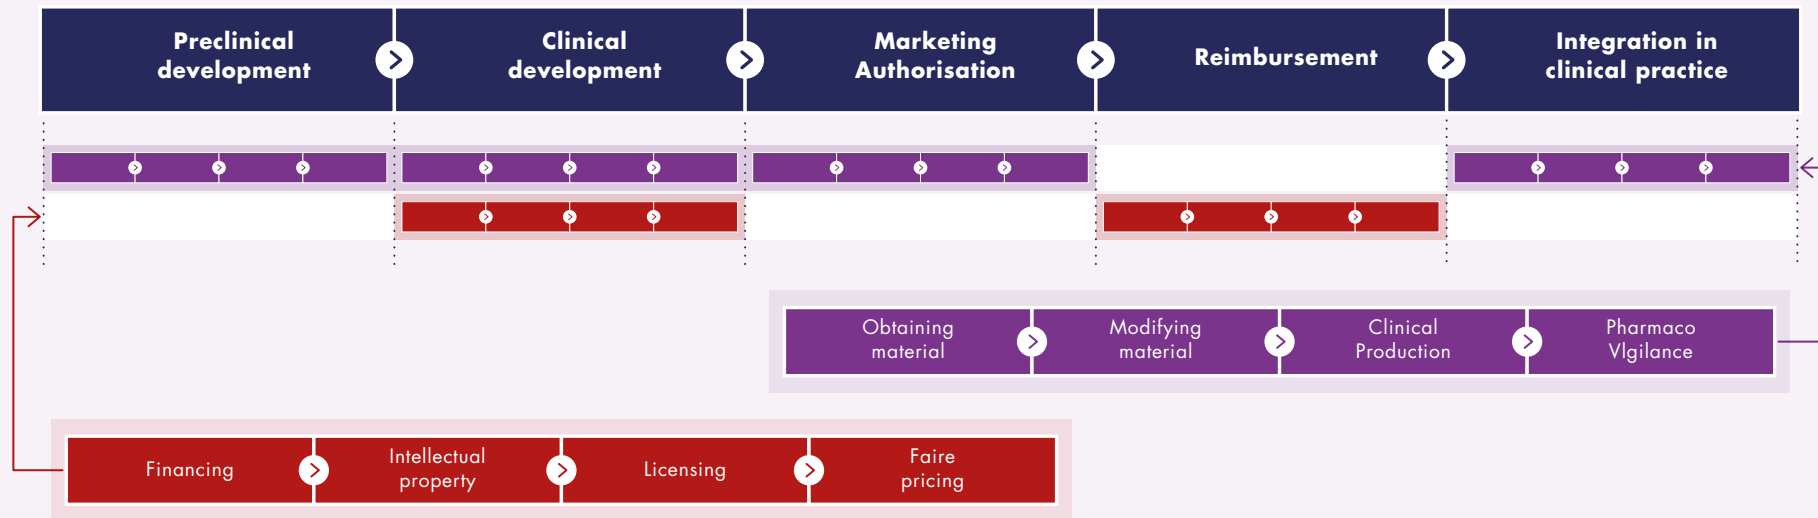 Preclinical
development
Clinical
development
Marketing
Authorisation
Reimbursement
Integration in
clinical practice
Obtaining
material
Modifying
material
Clinical
Production
Pharmaco
VIgilance
Financing
Intellectual
property
Licensing
Faire
pricing